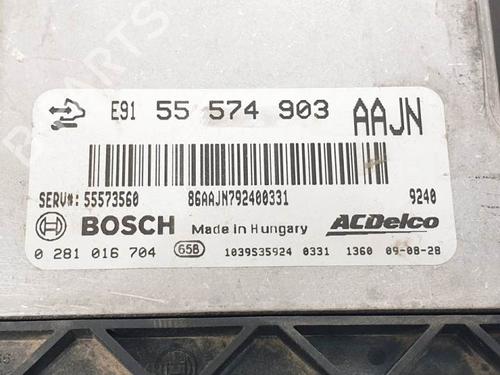 E91 55 574 903 AAJN
SERV#: 55573560 86AAJN792400331 9240
BOSCH Made in Hungary ACDelco
0 281 016 704 65B 1039S35924 0331 1360 09-08-28
PARTS